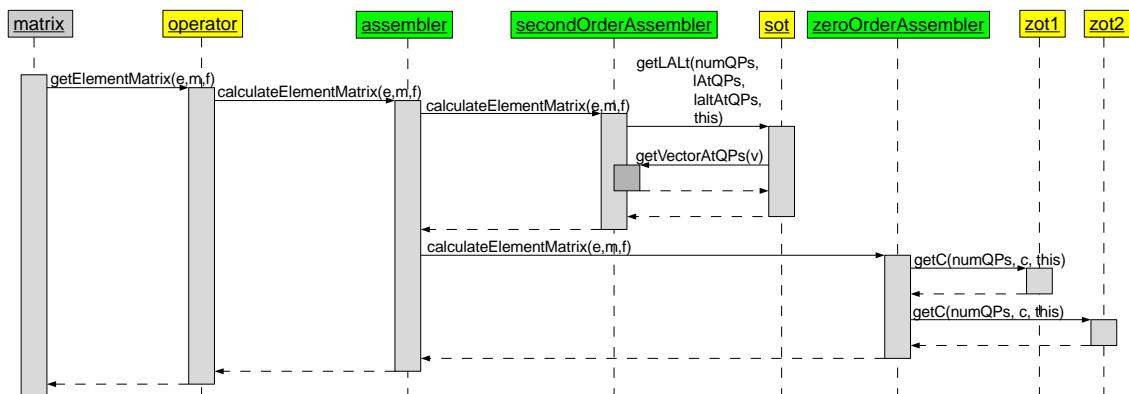 matrix
operator
assembler
secondOrderAssembler
sot
zeroOrderAssembler
zot1
zot2
getElementMatrix(e,m,f)
calculateElementMatrix(e,m,f)
calculateElementMatrix(e,m,f)
getLALt(numQPs,
lAtQPs,
laltAtQPs,
this)
getVectorAtQPs(v)
calculateElementMatrix(e,m,f)
getC(numQPs, c, this)
getC(numQPs, c, this)